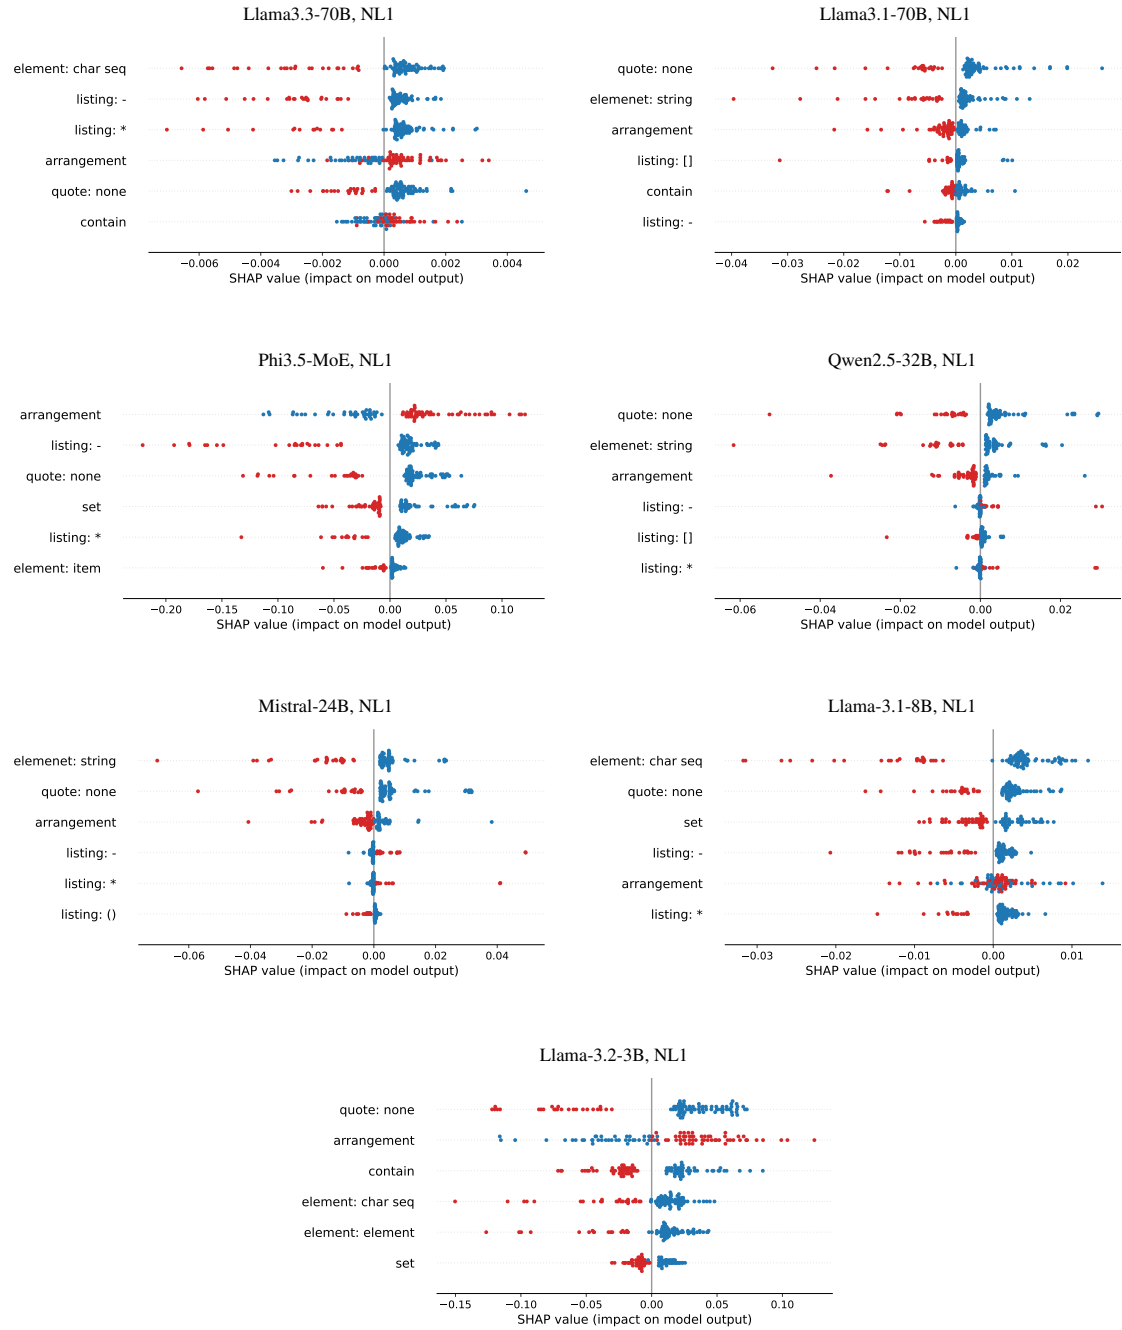 Llama3.3-70B, NL1
element: char seq
listing: -
listing: *
arrangement
quote: none
contain
−0.006 −0.004 −0.002 0.000 0.002 0.004
SHAP value (impact on model output)
Llama3.1-70B, NL1
quote: none
elemenet: string
arrangement
listing: []
contain
listing: -
−0.04 −0.03 −0.02 −0.01 0.00 0.01 0.02
SHAP value (impact on model output)
Phi3.5-MoE, NL1
arrangement
listing: -
quote: none
set
listing: *
element: item
−0.20 −0.15 −0.10 −0.05 0.00 0.05 0.10
SHAP value (impact on model output)
Qwen2.5-32B, NL1
quote: none
elemenet: string
arrangement
listing: -
listing: []
listing: *
−0.06 −0.04 −0.02 0.00 0.02
SHAP value (impact on model output)
Mistral-24B, NL1
elemenet: string
quote: none
arrangement
listing: -
listing: *
listing: ()
−0.06 −0.04 −0.02 0.00 0.02 0.04
SHAP value (impact on model output)
Llama-3.1-8B, NL1
element: char seq
quote: none
set
listing: -
arrangement
listing: *
−0.03 −0.02 −0.01 0.00 0.01
SHAP value (impact on model output)
Llama-3.2-3B, NL1
quote: none
arrangement
contain
element: char seq
element: element
set
−0.15 −0.10 −0.05 0.00 0.05 0.10
SHAP value (impact on model output)